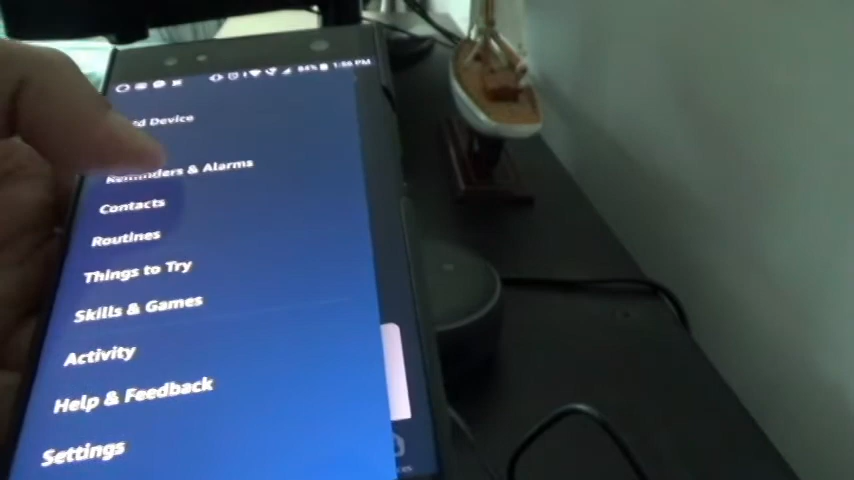 84% 1:56 PM
Device
Reminders & Alarms
Contacts
Routines
Things to Try
Skills & Games
Activity
Help & Feedback
Settings